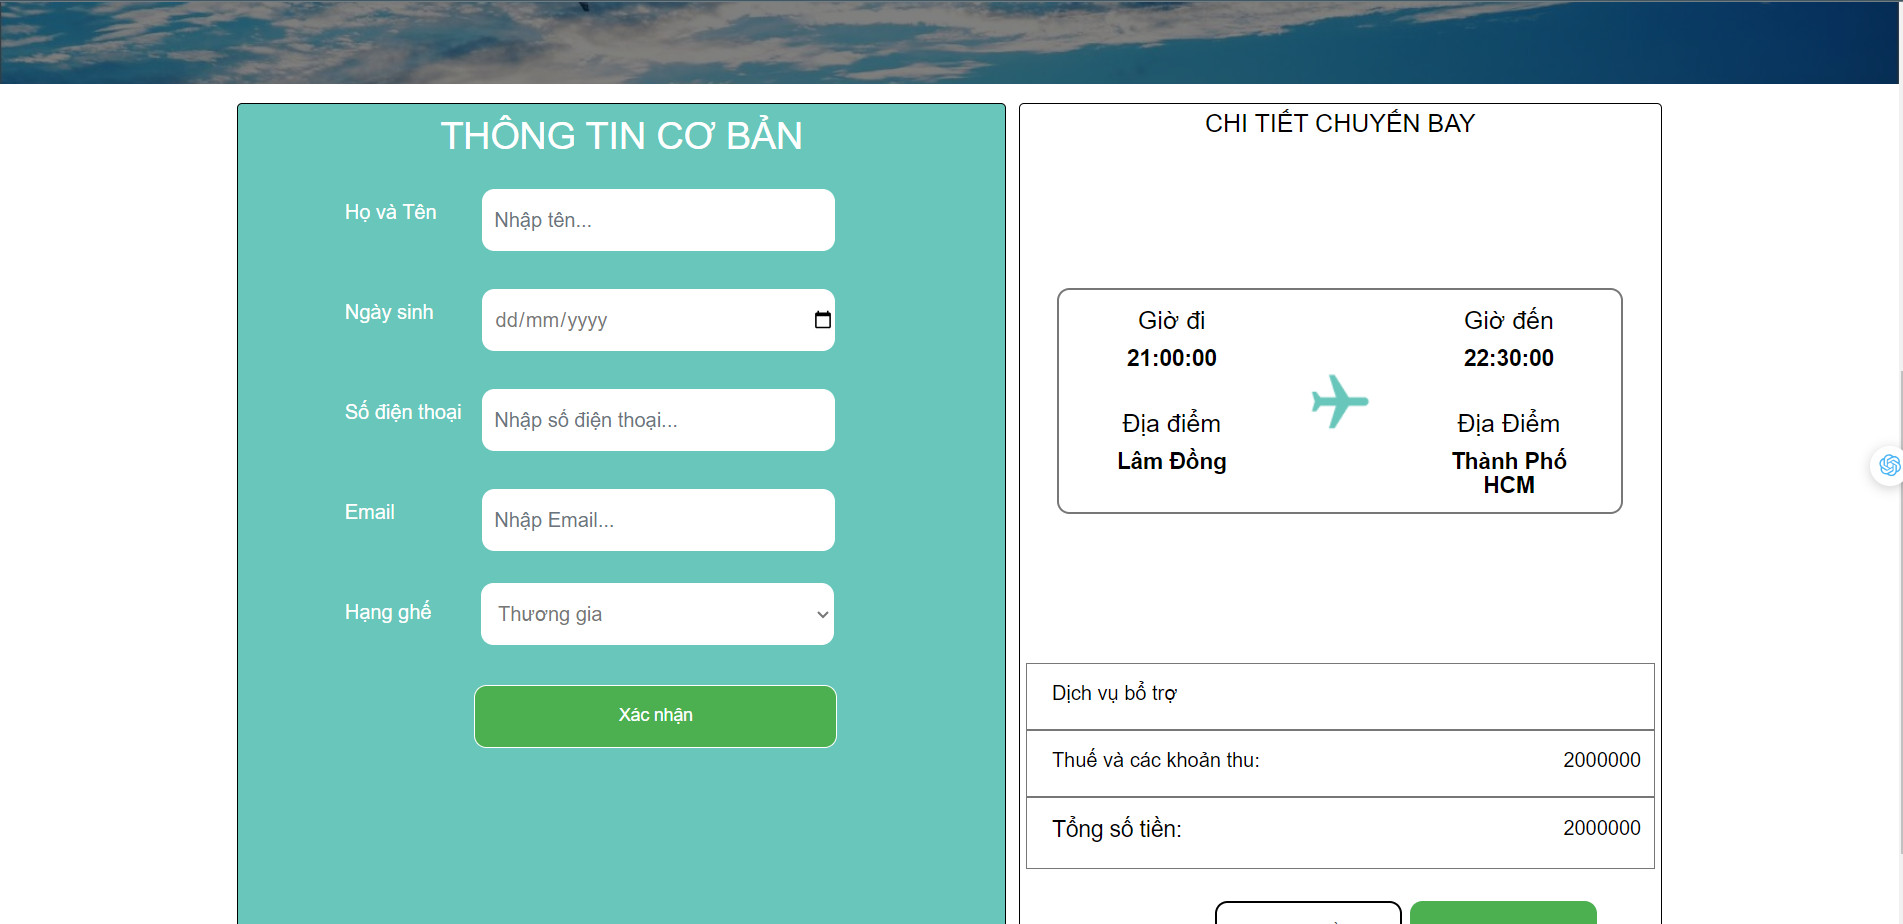 THÔNG TIN CƠ BẢN
Họ và Tên
Nhập tên...
Ngày sinh
dd/mm/yyyy
Số điện thoại
Nhập số điện thoại...
Email
Nhập Email...
Hạng ghế
Thương gia
Xác nhận
CHI TIẾT CHUYẾN BAY
Giờ đi
21:00:00
Địa điểm
Lâm Đồng
Giờ đến
22:30:00
Địa Điểm
Thành Phố
HCM
Dịch vụ bổ trợ
Thuế và các khoản thu: 2000000
Tổng số tiền: 2000000